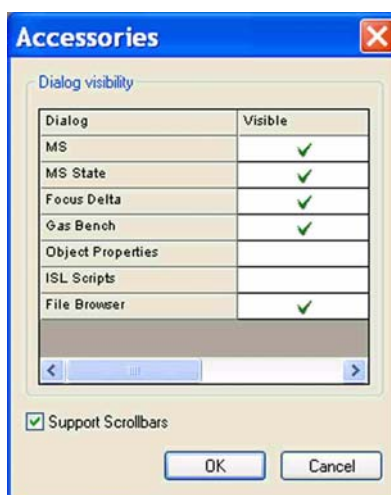 Accessories
Dialog visibility
Dialog Visible
MS
MS State
Focus Delta
Gas Bench
Object Properties
ISL Scripts
File Browser
Support Scrollbars
OK Cancel